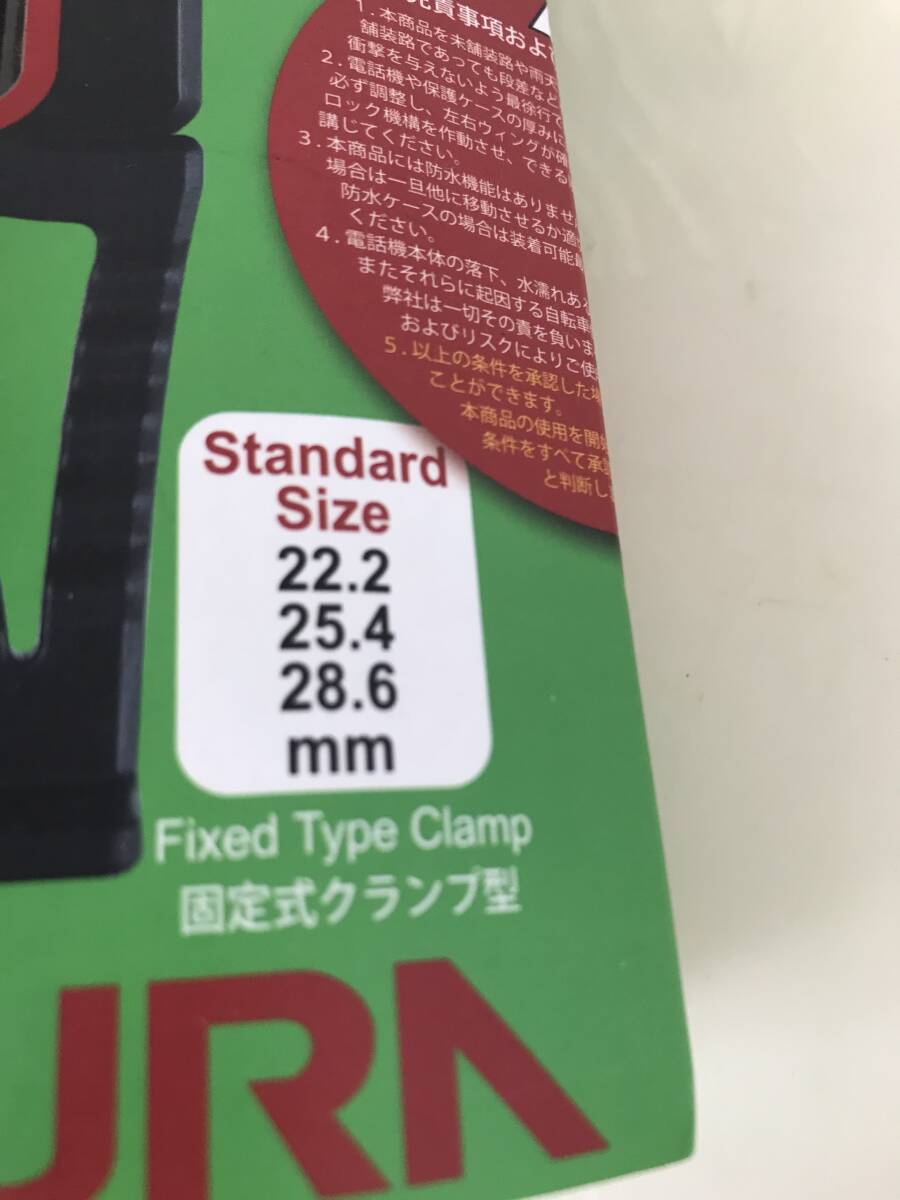 免責事項および
1.本商品を未舗装路や雨天
舗装路であっても段差など
衝撃を与えないよう最徐行で
2.電話機や保護ケースの厚みに
必ず調整し、左右ウィングが確
ロック機構を作動させ、できる
講じてください。
3.本商品には防水機能はありませ
場合は一旦他に移動させるか適
防水ケースの場合は装着可能
ください。
4.電話機本体の落下、水濡れある
またそれらに起因する自転車
弊社は一切その責を負いま
およびリスクによりご使
5.以上の条件を承認した場
ことができます。
本商品の使用を開始
条件をすべて承認
と判断し
Standard
Size
22.2
25.4
28.6
mm
Fixed Type Clamp
固定式クランプ型
URA